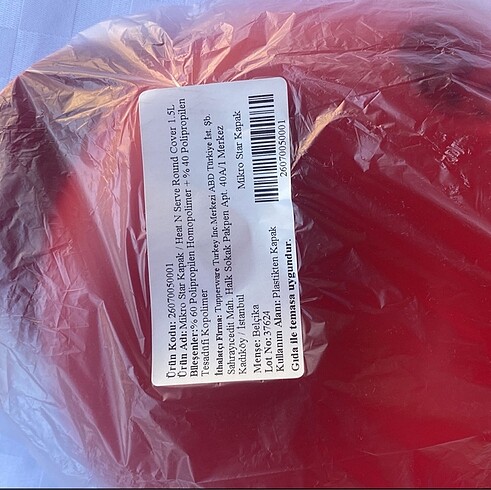 Ürün Kodu: 26070050001
Ürün Adı:Mikro Star Kapak / Heat N Serve Round Cover 1.5L
Bileşenler:% 60 Polipropilen Homopolimer + % 40 Polipropilen
Tesadüfi Kopolimer
İthalatçı Firma: Tupperware Turkey Inc Merkezi ABD Türkiye İst. Şb.
Sahrayıcedit Mah. Halk Sokak Pakpen Apt. 40A/1 Merkez
Kadıköy / İstanbul
Mikro Star Kapak
Menşe: Belçika
Lot No:37624
Kullanım Alanı: Plastikten Kapak
Gıda ile temasa uygundur.
26070050001